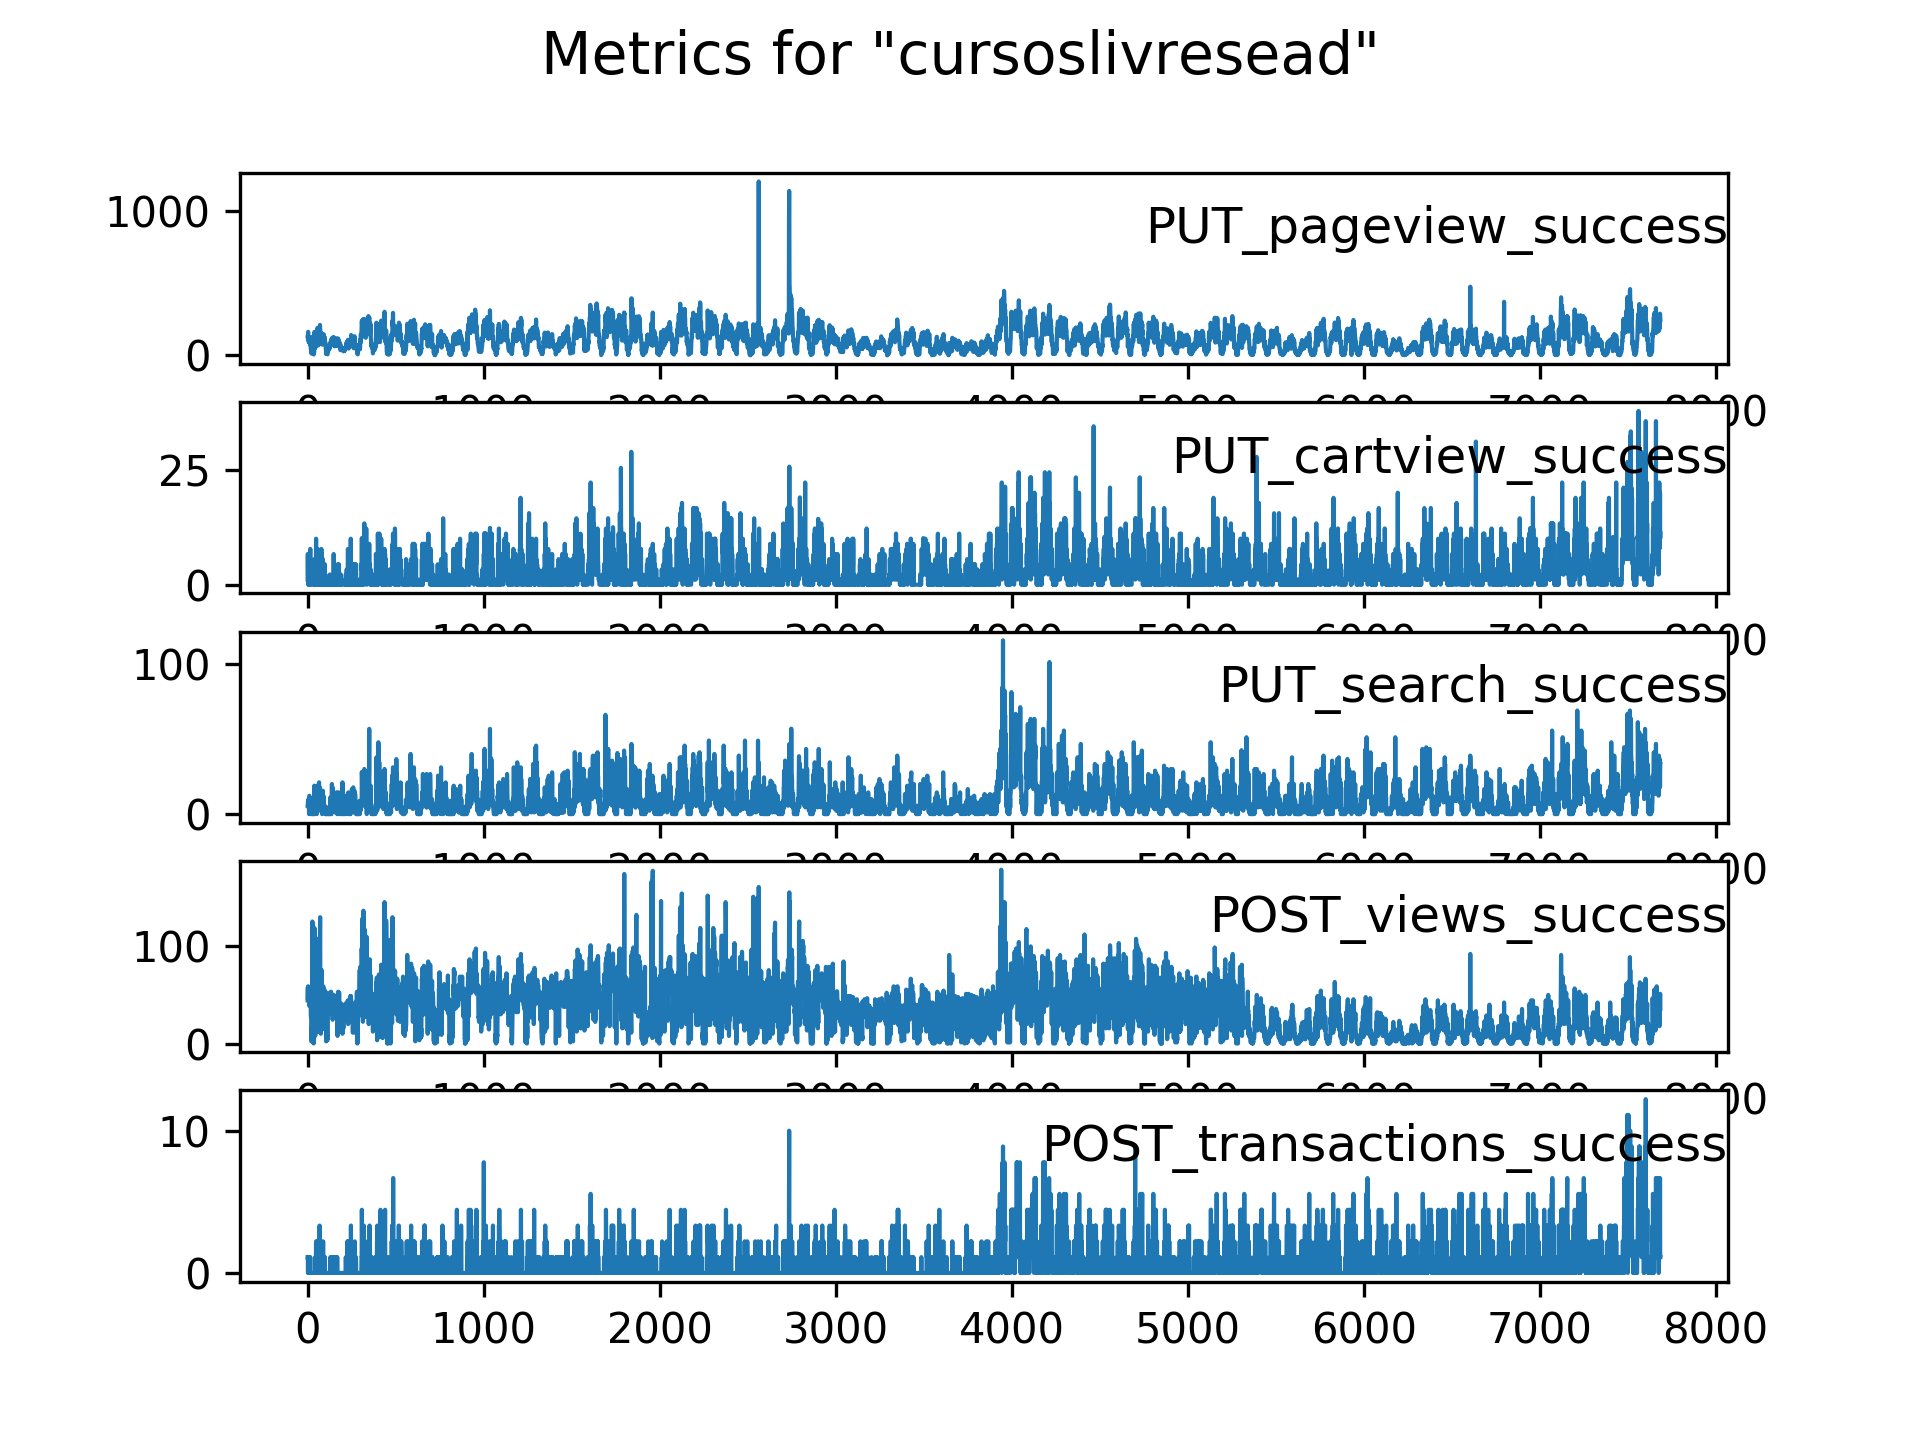 Metrics for "cursoslivresead"
1000
0
PUT_pageview_success
25
0
PUT_cartview_success
100
0
PUT_search_success
100
0
POST_views_success
10
0
POST_transactions_success
0 1000 2000 3000 4000 5000 6000 7000 8000